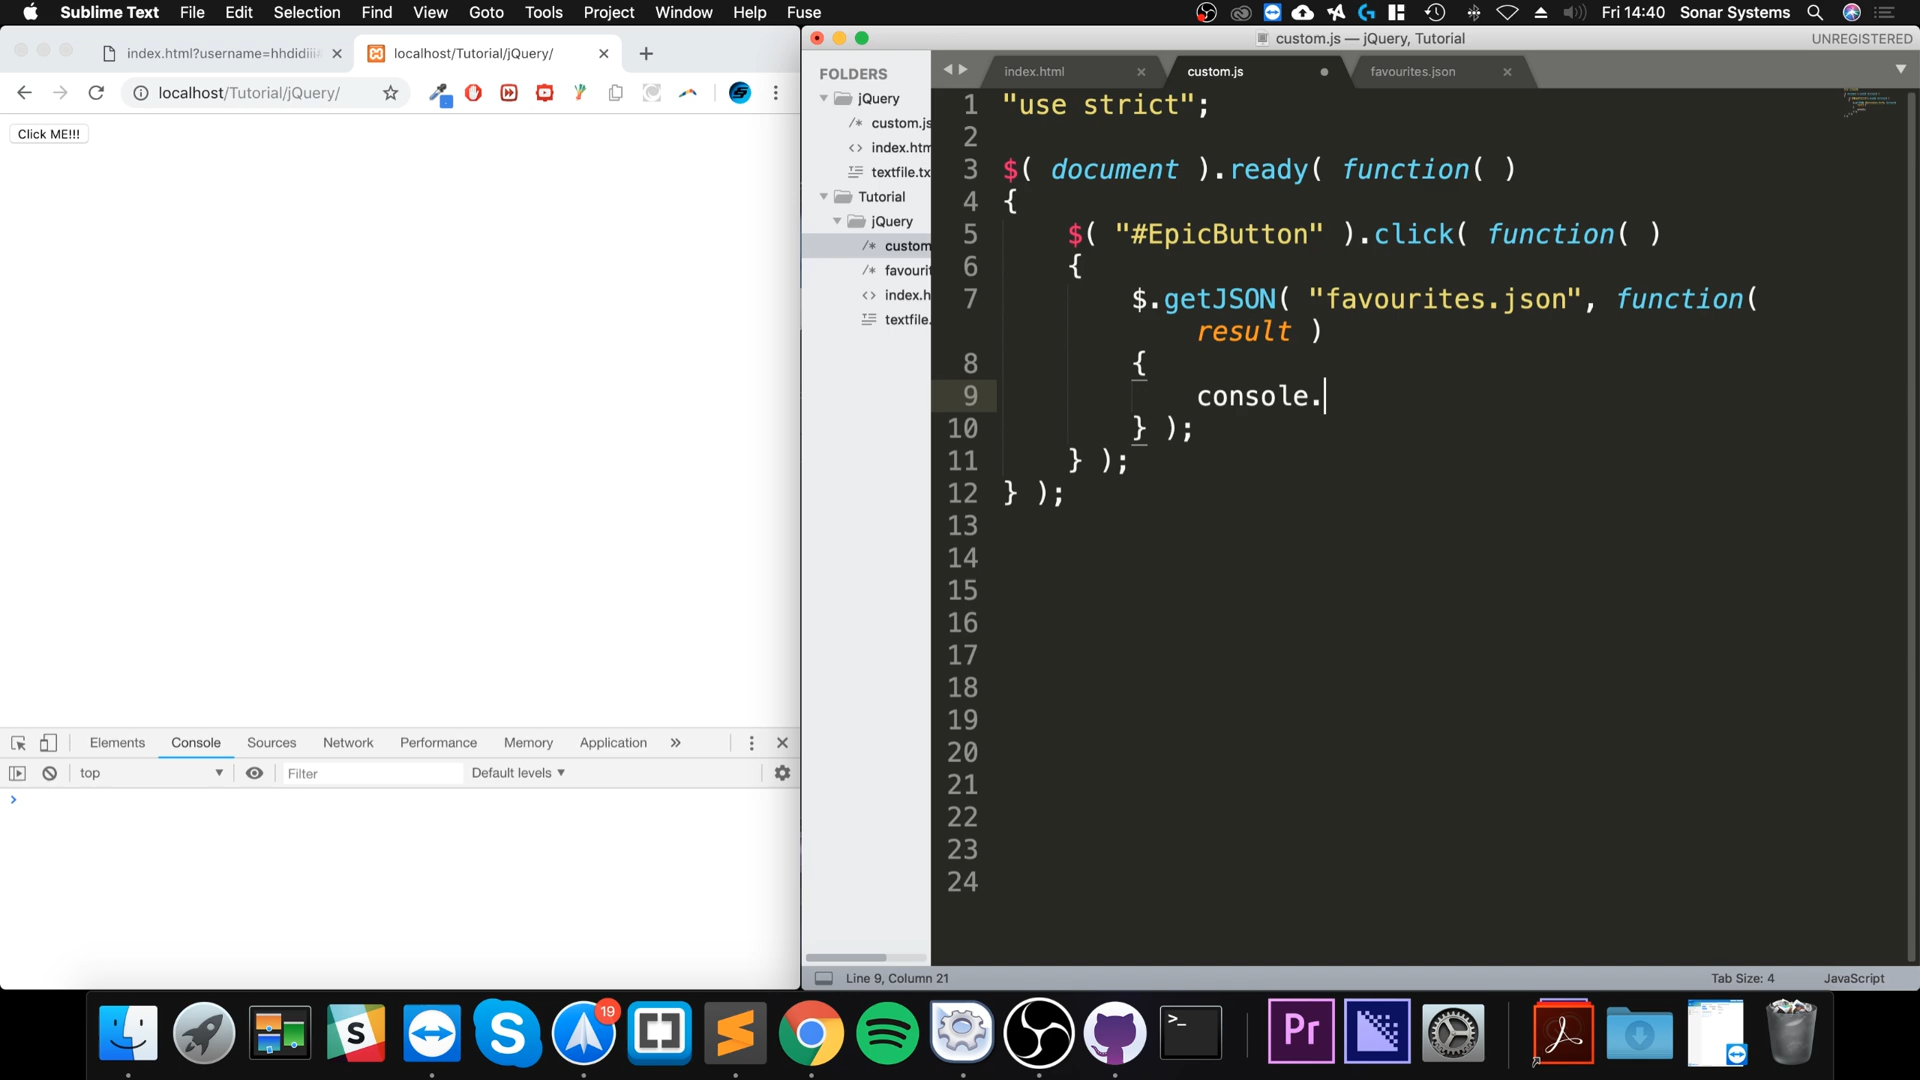 Sublime Text File Edit Selection Find View Goto Tools Project Window Help Fuse Fri 14:40 Sonar Systems
index.html?username=hhdidiii localhost/Tutorial/jQuery/
localhost/Tutorial/jQuery/
Click ME!!!
Elements Console Sources Network Performance Memory Application »
top Filter Default levels
custom.js — jQuery, Tutorial UNREGISTERED
FOLDERS
jQuery
/* custom.js
<> index.htm
textfile.tx
Tutorial
jQuery
/* custom
/* favourit
<> index.h
textfile.
index.html custom.js favourites.json
1 "use strict";
2
3 $( document ).ready( function( )
4 {
5 $( "#EpicButton" ).click( function( )
6 {
7 $.getJSON( "favourites.json", function(
result )
8 {
9 console.
10 } );
11 } );
12 } );
13
14
15
16
17
18
19
20
21
22
23
24
Line 9, Column 21 Tab Size: 4 JavaScript
19
S
S
>_
Pr